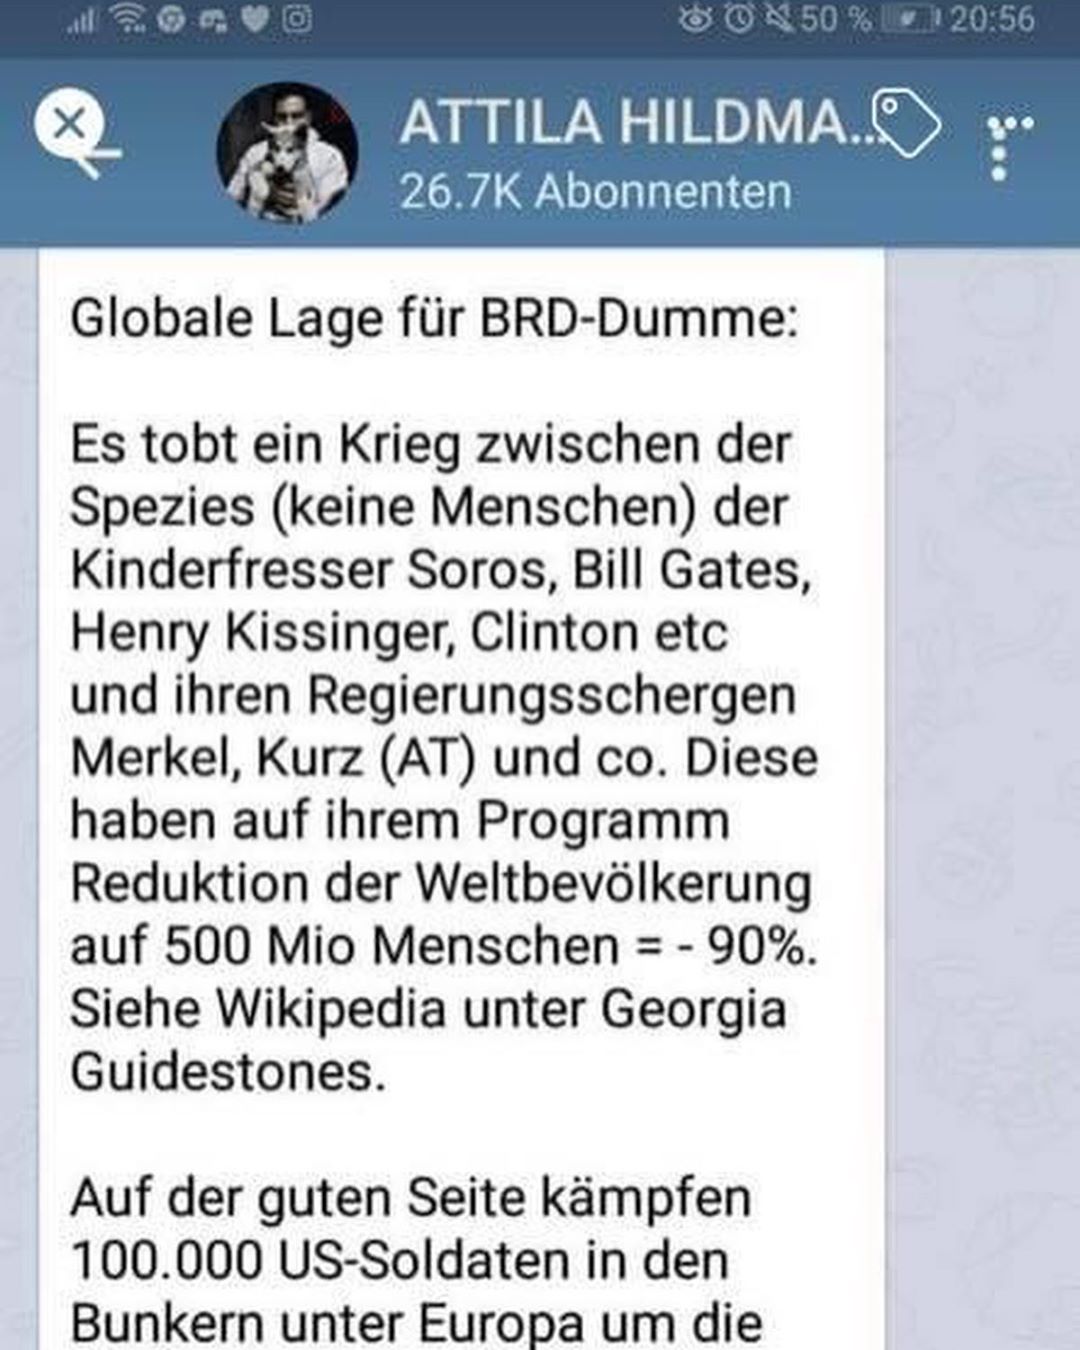 50 % 20:56
ATTILA HILDMA...
26.7K Abonnenten
Globale Lage für BRD-Dumme:
Es tobt ein Krieg zwischen der
Spezies (keine Menschen) der
Kinderfresser Soros, Bill Gates,
Henry Kissinger, Clinton etc
und ihren Regierungsschergen
Merkel, Kurz (AT) und co. Diese
haben auf ihrem Programm
Reduktion der Weltbevölkerung
auf 500 Mio Menschen = - 90%.
Siehe Wikipedia unter Georgia
Guidestones.
Auf der guten Seite kämpfen
100.000 US-Soldaten in den
Bunkern unter Europa um die